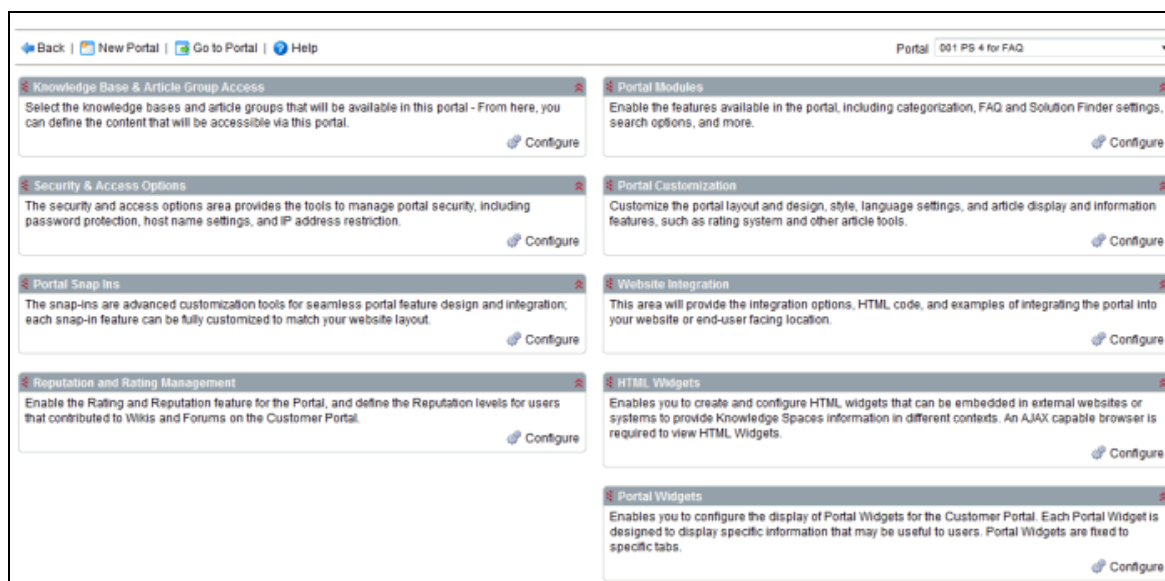 Back | New Portal | Go to Portal | Help
Portal 001 PS 4 for FAQ
Knowledge Base & Article Group Access
Select the knowledge bases and article groups that will be available in this portal - From here, you
can define the content that will be accessible via this portal.
Configure
Security & Access Options
The security and access options area provides the tools to manage portal security, including
password protection, host name settings, and IP address restriction.
Configure
Portal Snap Ins
The snap-ins are advanced customization tools for seamless portal feature design and integration;
each snap-in feature can be fully customized to match your website layout.
Configure
Reputation and Rating Management
Enable the Rating and Reputation feature for the Portal, and define the Reputation levels for users
that contributed to Wikis and Forums on the Customer Portal.
Configure
Portal Modules
Enable the features available in the portal, including categorization, FAQ and Solution Finder settings,
search options, and more.
Configure
Portal Customization
Customize the portal layout and design, style, language settings, and article display and information
features, such as rating system and other article tools.
Configure
Website Integration
This area will provide the integration options, HTML code, and examples of integrating the portal into
your website or end-user facing location.
Configure
HTML Widgets
Enables you to create and configure HTML widgets that can be embedded in external websites or
systems to provide Knowledge Spaces information in different contexts. An AJAX capable browser is
required to view HTML Widgets.
Configure
Portal Widgets
Enables you to configure the display of Portal Widgets for the Customer Portal. Each Portal Widget is
designed to display specific information that may be useful to users. Portal Widgets are fixed to
specific tabs.
Configure